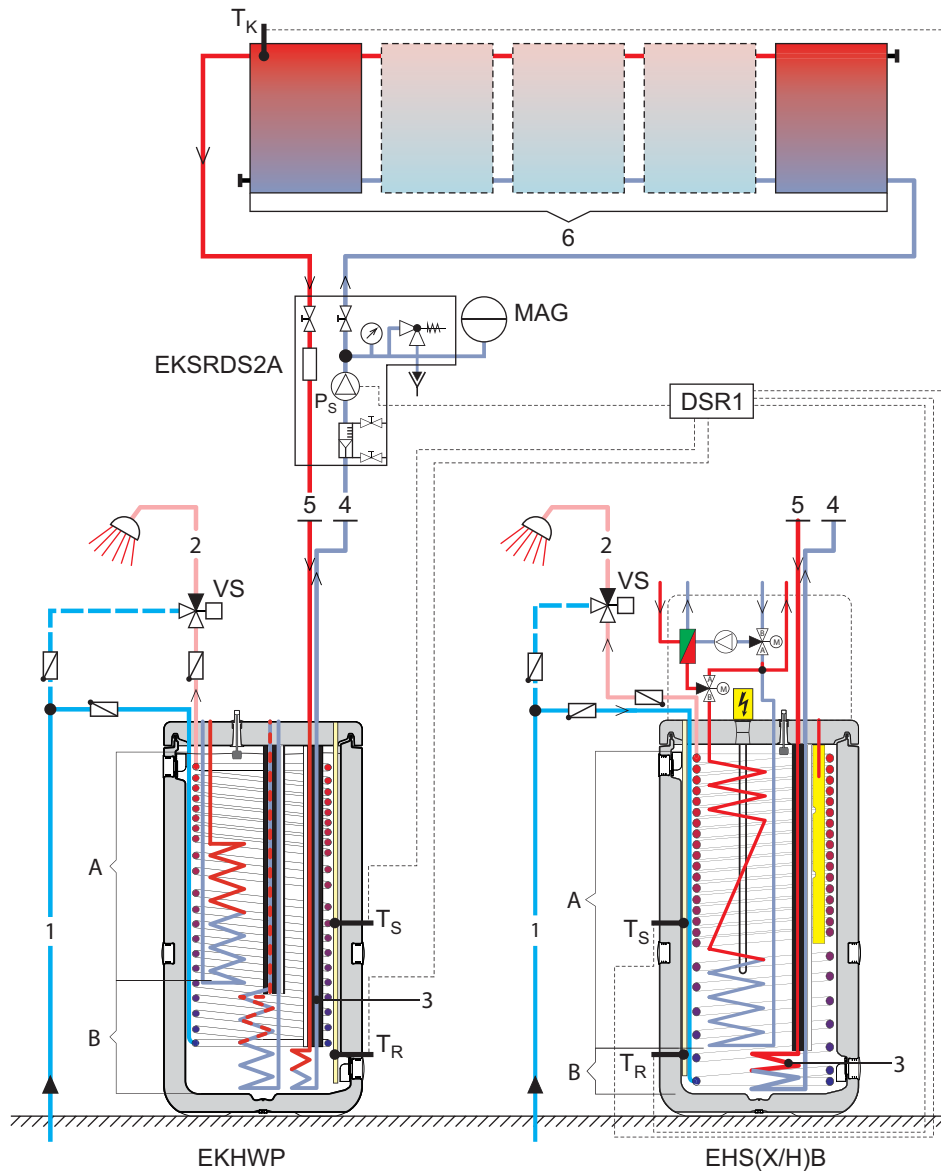 TK
6
MAG
EKSRDS2A
PS
DSR1
5 4
5 4
2
VS
2
VS
B
A
M
A
B
M
A
B
1
TS
TR
3
A
B
1
TS
TR
3
EKHWP
EHS(X/H)B